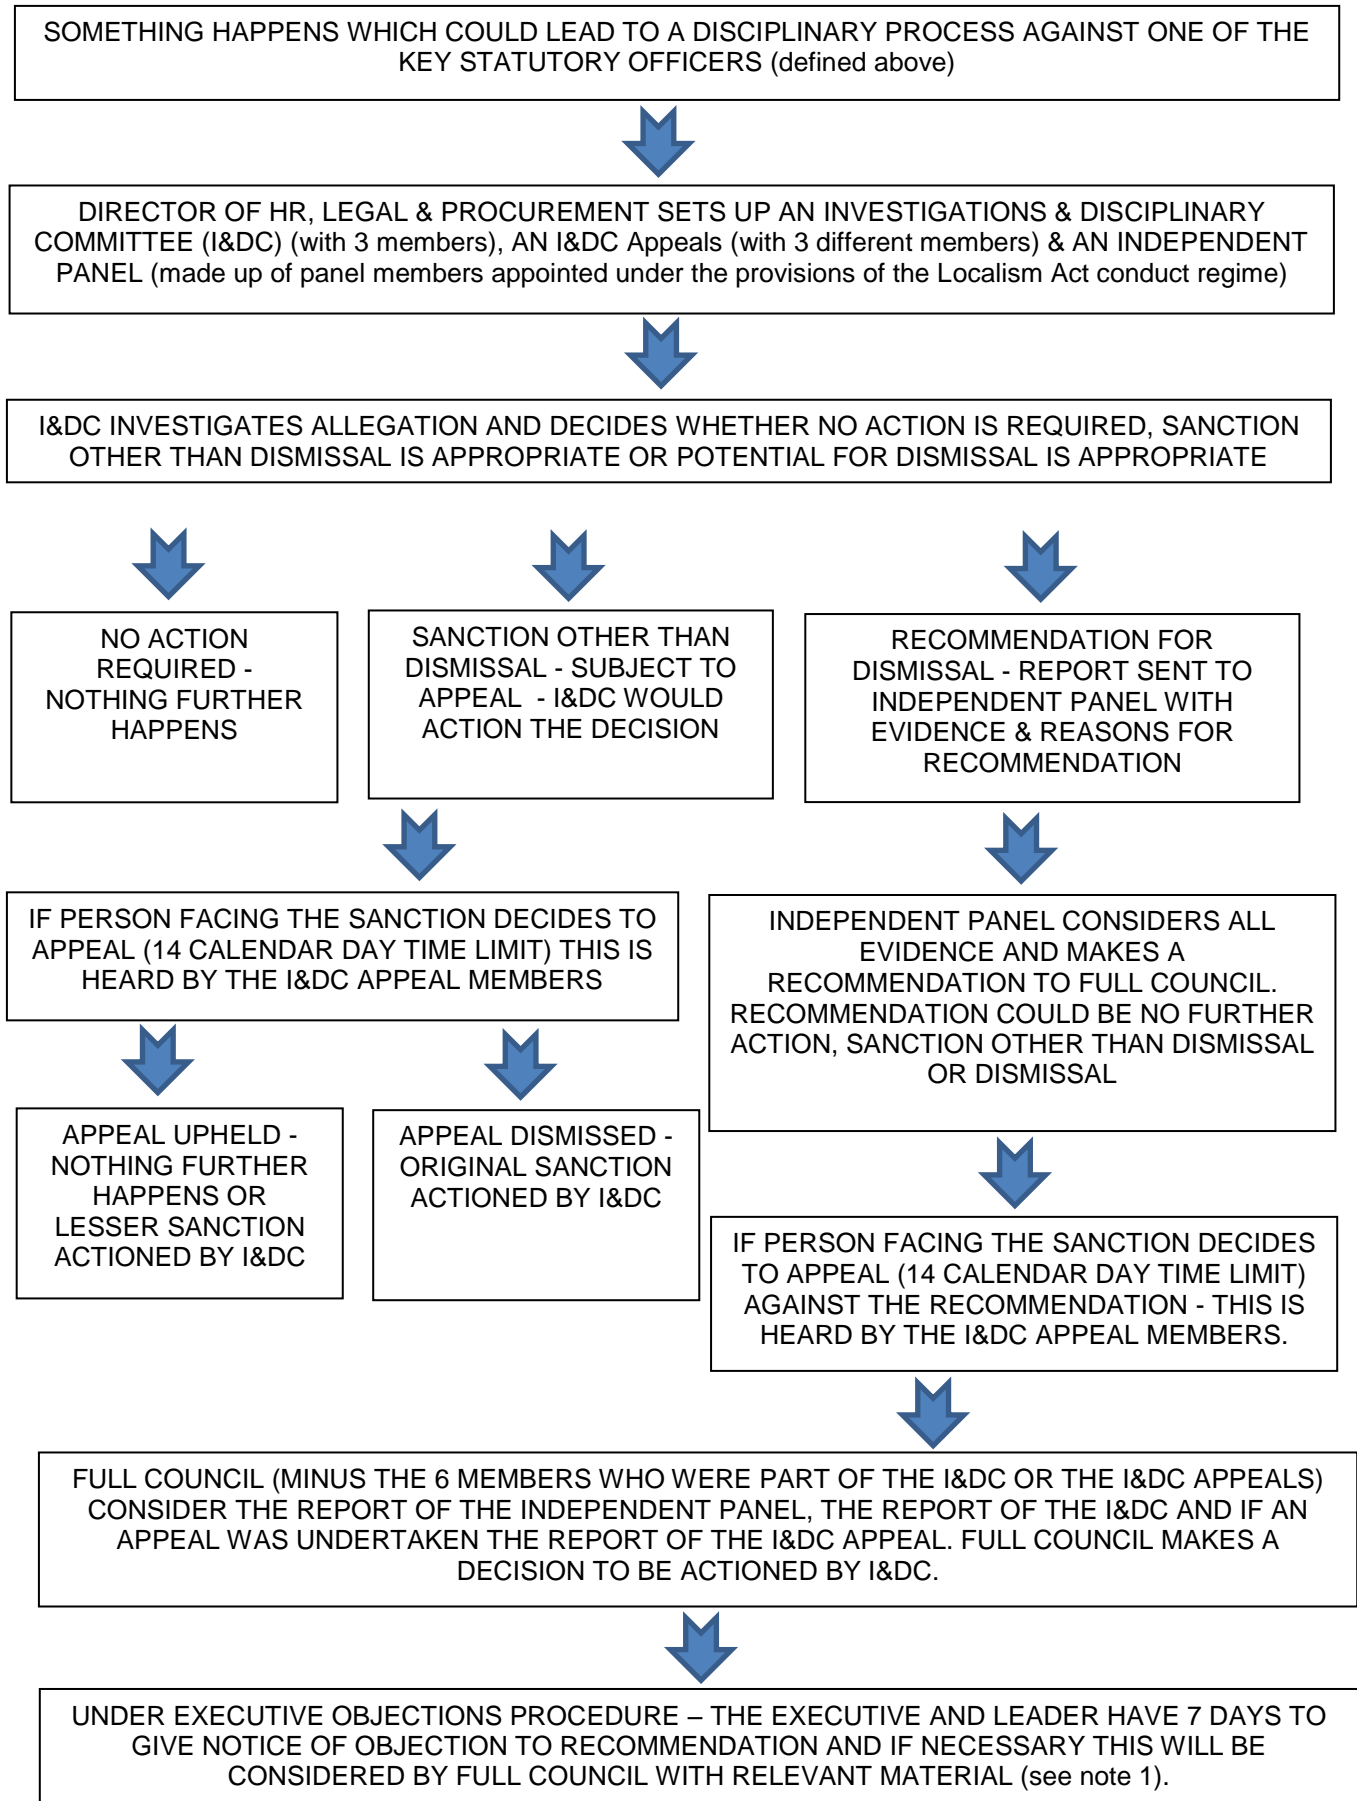 SOMETHING HAPPENS WHICH COULD LEAD TO A DISCIPLINARY PROCESS AGAINST ONE OF THE
KEY STATUTORY OFFICERS (defined above)
DIRECTOR OF HR, LEGAL & PROCUREMENT SETS UP AN INVESTIGATIONS & DISCIPLINARY
COMMITTEE (I&DC) (with 3 members), AN I&DC Appeals (with 3 different members) & AN INDEPENDENT
PANEL (made up of panel members appointed under the provisions of the Localism Act conduct regime)
I&DC INVESTIGATES ALLEGATION AND DECIDES WHETHER NO ACTION IS REQUIRED, SANCTION
OTHER THAN DISMISSAL IS APPROPRIATE OR POTENTIAL FOR DISMISSAL IS APPROPRIATE
NO ACTION
REQUIRED -
NOTHING FURTHER
HAPPENS
SANCTION OTHER THAN
DISMISSAL - SUBJECT TO
APPEAL - I&DC WOULD
ACTION THE DECISION
RECOMMENDATION FOR
DISMISSAL - REPORT SENT TO
INDEPENDENT PANEL WITH
EVIDENCE & REASONS FOR
RECOMMENDATION
IF PERSON FACING THE SANCTION DECIDES TO
APPEAL (14 CALENDAR DAY TIME LIMIT) THIS IS
HEARD BY THE I&DC APPEAL MEMBERS
INDEPENDENT PANEL CONSIDERS ALL
EVIDENCE AND MAKES A
RECOMMENDATION TO FULL COUNCIL.
RECOMMENDATION COULD BE NO FURTHER
ACTION, SANCTION OTHER THAN DISMISSAL
OR DISMISSAL
APPEAL UPHELD -
NOTHING FURTHER
HAPPENS OR
LESSER SANCTION
ACTIONED BY I&DC
APPEAL DISMISSED -
ORIGINAL SANCTION
ACTIONED BY I&DC
IF PERSON FACING THE SANCTION DECIDES
TO APPEAL (14 CALENDAR DAY TIME LIMIT)
AGAINST THE RECOMMENDATION - THIS IS
HEARD BY THE I&DC APPEAL MEMBERS.
FULL COUNCIL (MINUS THE 6 MEMBERS WHO WERE PART OF THE I&DC OR THE I&DC APPEALS)
CONSIDER THE REPORT OF THE INDEPENDENT PANEL, THE REPORT OF THE I&DC AND IF AN
APPEAL WAS UNDERTAKEN THE REPORT OF THE I&DC APPEAL. FULL COUNCIL MAKES A
DECISION TO BE ACTIONED BY I&DC.
UNDER EXECUTIVE OBJECTIONS PROCEDURE – THE EXECUTIVE AND LEADER HAVE 7 DAYS TO
GIVE NOTICE OF OBJECTION TO RECOMMENDATION AND IF NECESSARY THIS WILL BE
CONSIDERED BY FULL COUNCIL WITH RELEVANT MATERIAL (see note 1).